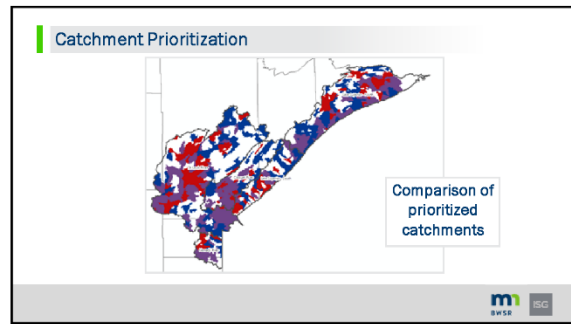 Catchment Prioritization
Comparison of
prioritized
catchments
BWSR
ISG